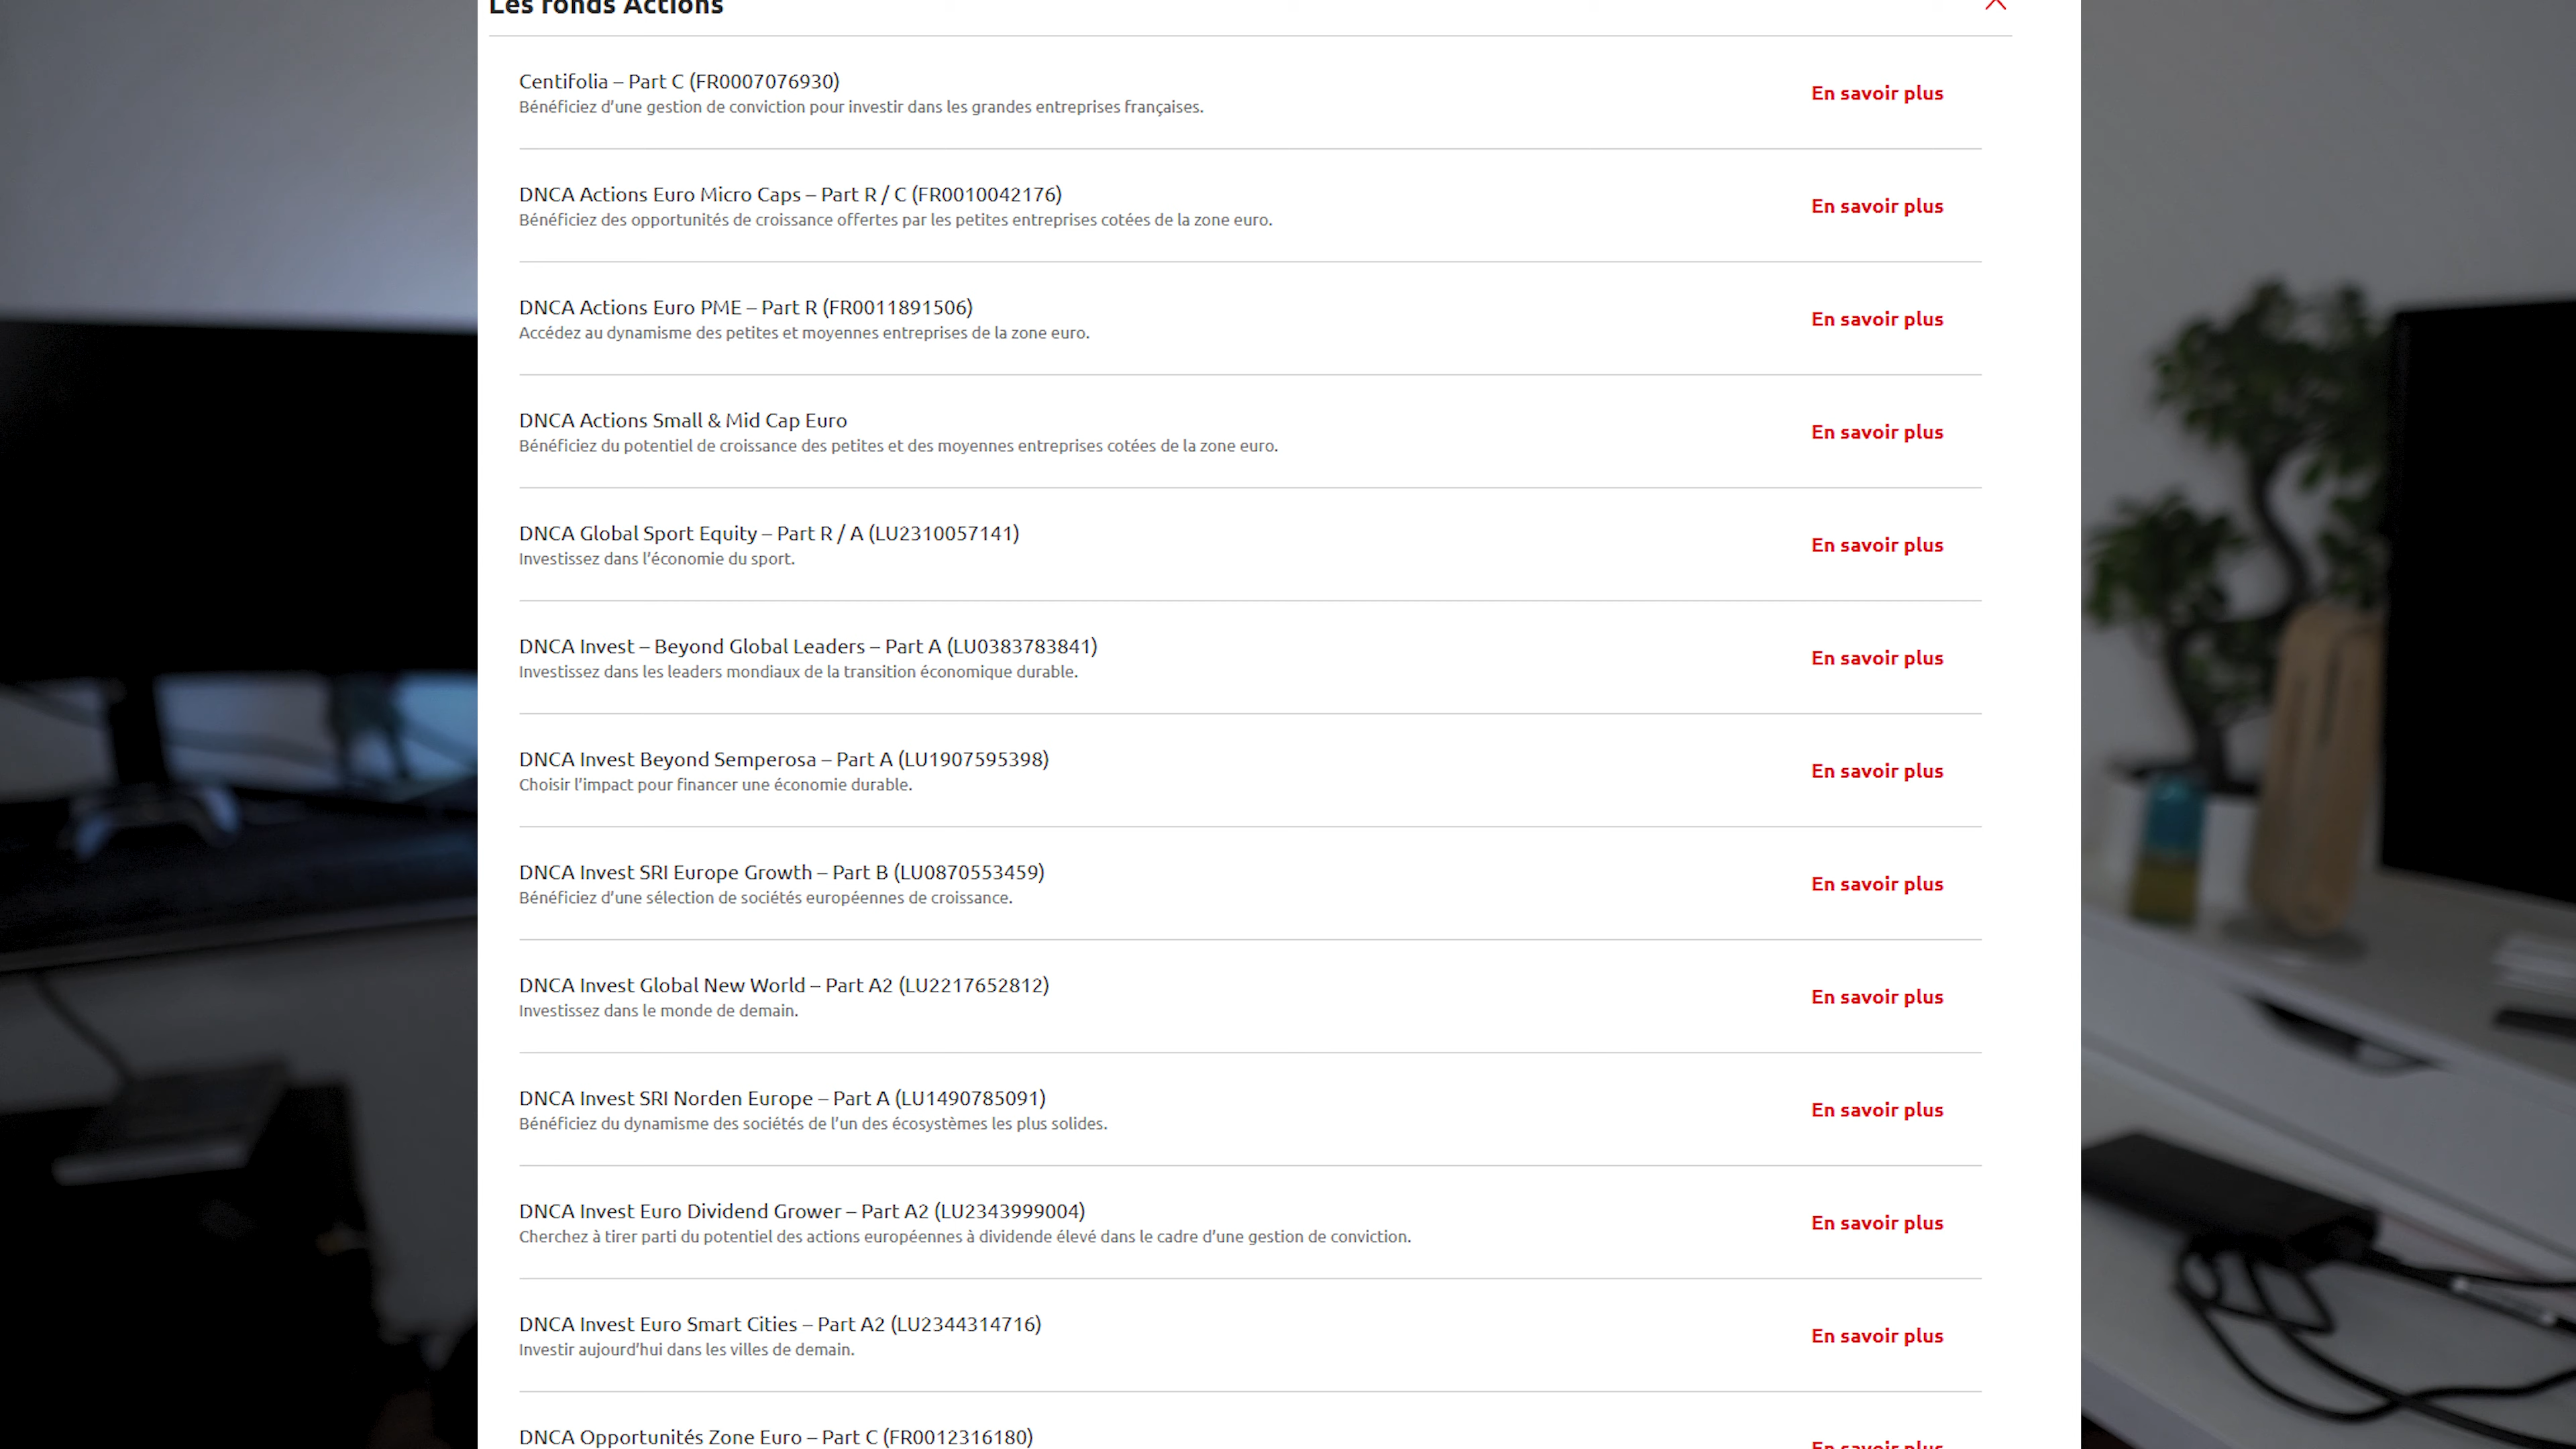 Les fonds Actions
Centifolia – Part C (FR0007076930)
Bénéficiez d'une gestion de conviction pour investir dans les grandes entreprises françaises.
En savoir plus
DNCA Actions Euro Micro Caps – Part R / C (FR0010042176)
Bénéficiez des opportunités de croissance offertes par les petites entreprises cotées de la zone euro.
En savoir plus
DNCA Actions Euro PME – Part R (FR0011891506)
Accédez au dynamisme des petites et moyennes entreprises de la zone euro.
En savoir plus
DNCA Actions Small & Mid Cap Euro
Bénéficiez du potentiel de croissance des petites et des moyennes entreprises cotées de la zone euro.
En savoir plus
DNCA Global Sport Equity – Part R / A (LU2310057141)
Investissez dans l'économie du sport.
En savoir plus
DNCA Invest – Beyond Global Leaders – Part A (LU0383783841)
Investissez dans les leaders mondiaux de la transition économique durable.
En savoir plus
DNCA Invest Beyond Semperosa – Part A (LU1907595398)
Choisir l'impact pour financer une économie durable.
En savoir plus
DNCA Invest SRI Europe Growth – Part B (LU0870553459)
Bénéficiez d'une sélection de sociétés européennes de croissance.
En savoir plus
DNCA Invest Global New World – Part A2 (LU2217652812)
Investissez dans le monde de demain.
En savoir plus
DNCA Invest SRI Norden Europe – Part A (LU1490785091)
Bénéficiez du dynamisme des sociétés de l'un des écosystèmes les plus solides.
En savoir plus
DNCA Invest Euro Dividend Grower – Part A2 (LU2343999004)
Cherchez à tirer parti du potentiel des actions européennes à dividende élevé dans le cadre d'une gestion de conviction.
En savoir plus
DNCA Invest Euro Smart Cities – Part A2 (LU2344314716)
Investir aujourd'hui dans les villes de demain.
En savoir plus
DNCA Opportunités Zone Euro – Part C (FR0012316180)
En savoir plus